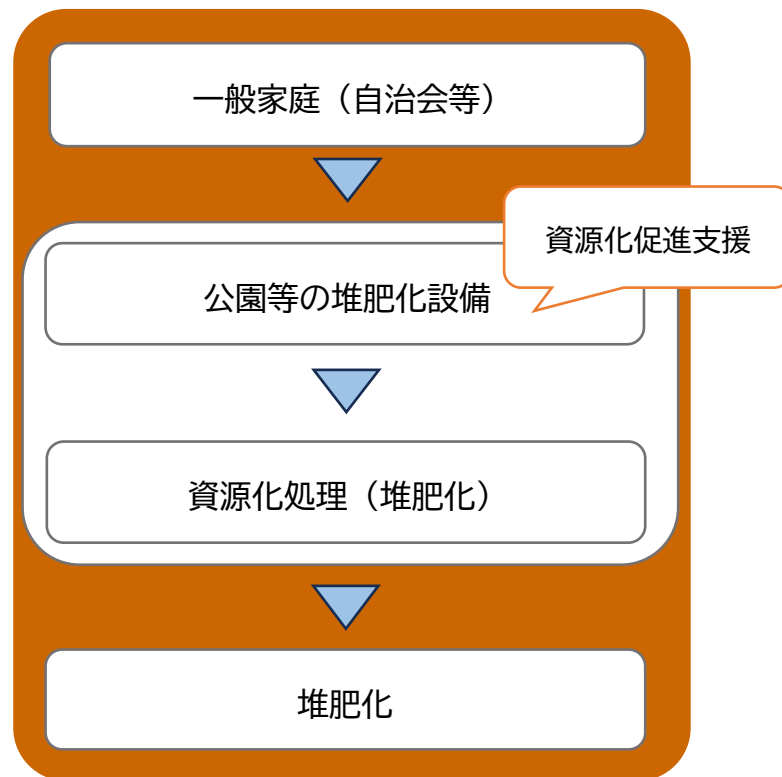 一般家庭（自治会等）
資源化促進支援
公園等の堆肥化設備
資源化処理（堆肥化）
堆肥化